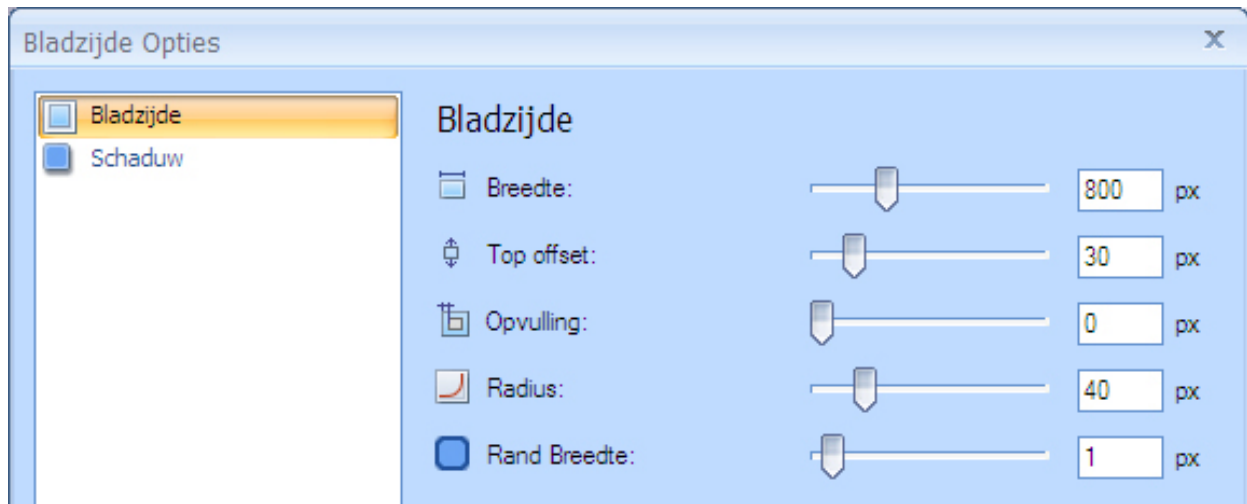 Bladzijde Opties
Bladzijde
Schaduw
Bladzijde
Breedte: 800 px
Top offset: 30 px
Opvulling: 0 px
Radius: 40 px
Rand Breedte: 1 px